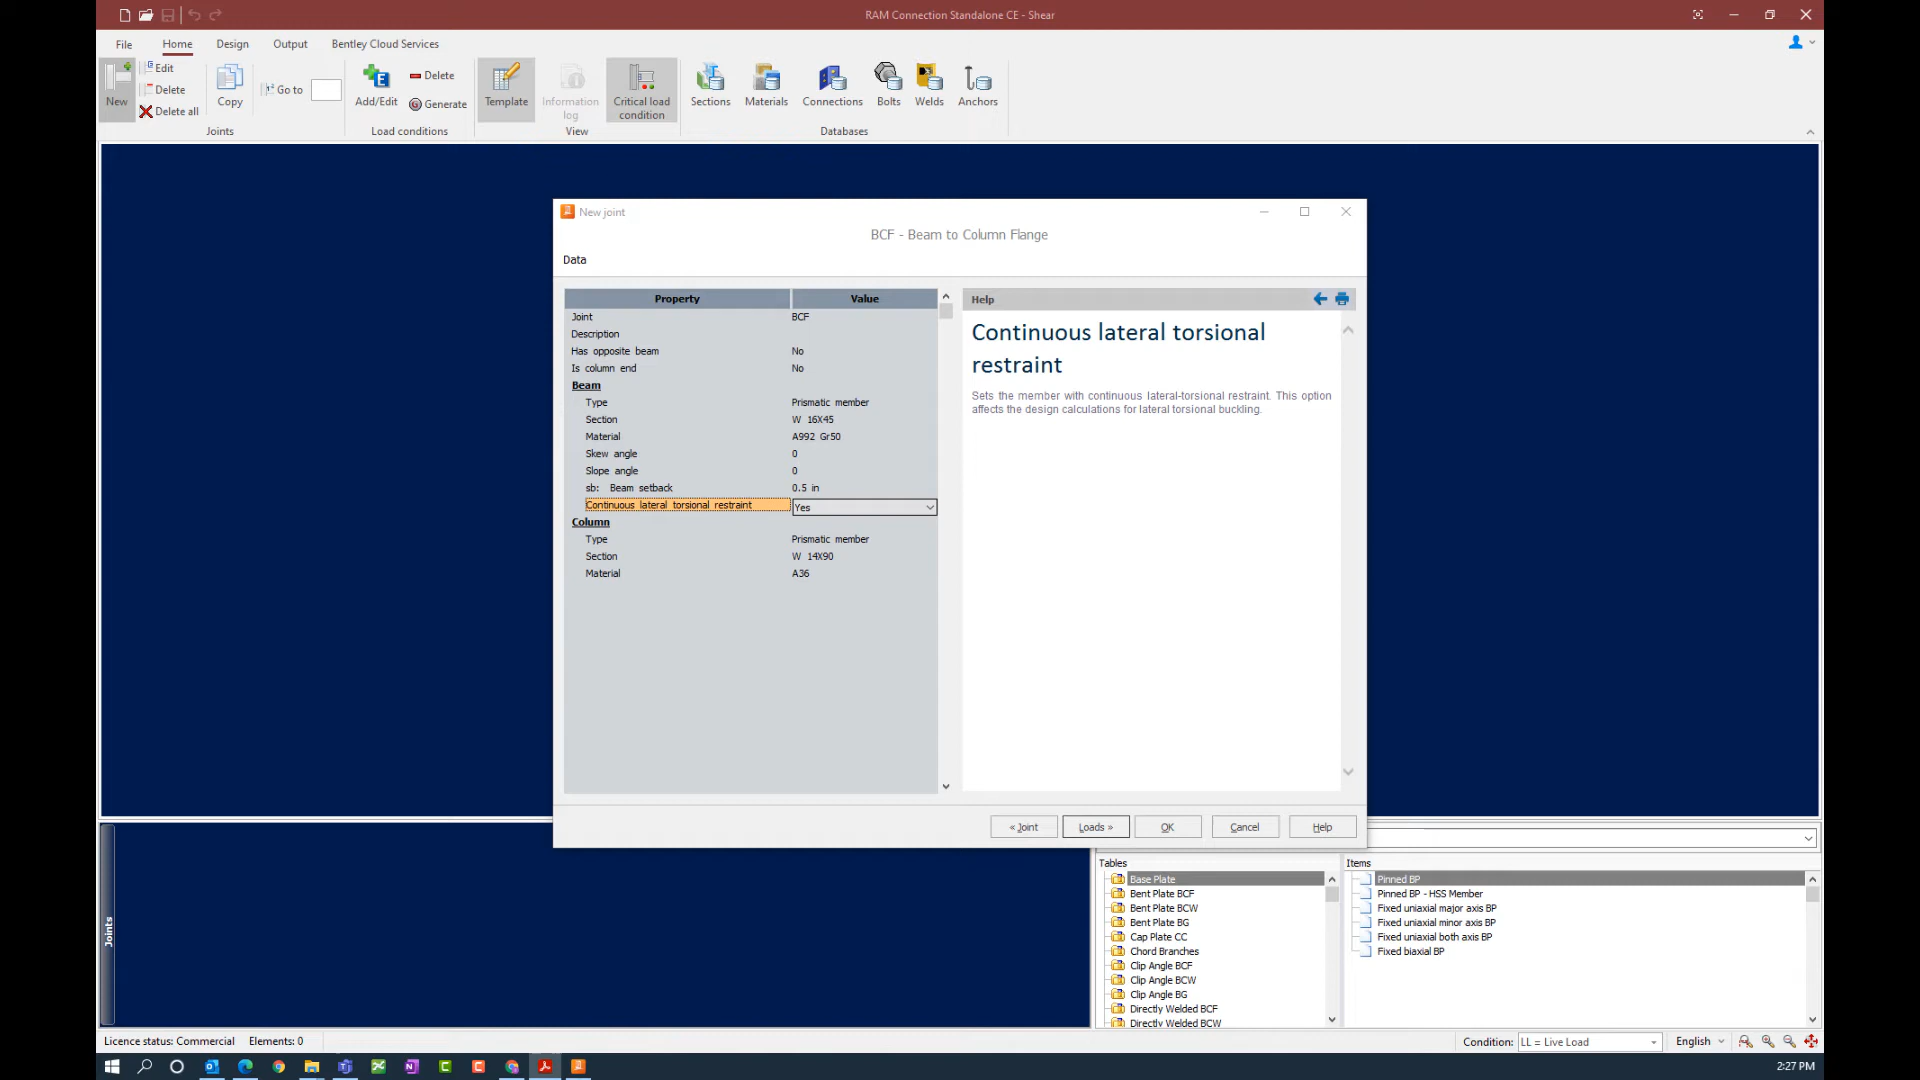 RAM Connection Standalone CE - Shear
File Home Design Output Bentley Cloud Services
New
Edit
Delete
Delete all
Copy
Go to
Joints
Add/Edit
Delete
Generate
Load conditions
Template
Information log
Critical load condition
View
Sections
Materials
Connections
Bolts
Welds
Anchors
Databases
New joint
BCF - Beam to Column Flange
Data
Property Value
Joint BCF
Description
Has opposite beam No
Is column end No
Beam
Type Prismatic member
Section W 16X45
Material A992 Gr50
Skew angle 0
Slope angle 0
sb: Beam setback 0.5 in
Continuous lateral torsional restraint Yes
Column
Type Prismatic member
Section W 14X90
Material A36
Help
Continuous lateral torsional
restraint
Sets the member with continuous lateral-torsional restraint. This option
affects the design calculations for lateral torsional buckling.
« Joint Loads » OK Cancel Help
Joints
Tables
Base Plate
Bent Plate BCF
Bent Plate BCW
Bent Plate BG
Cap Plate CC
Chord Branches
Clip Angle BCF
Clip Angle BCW
Clip Angle BG
Directly Welded BCF
Directly Welded BCW
Items
Pinned BP
Pinned BP - HSS Member
Fixed uniaxial major axis BP
Fixed uniaxial minor axis BP
Fixed uniaxial both axis BP
Fixed biaxial BP
Licence status: Commercial Elements: 0
Condition: LL = Live Load English
2:27 PM